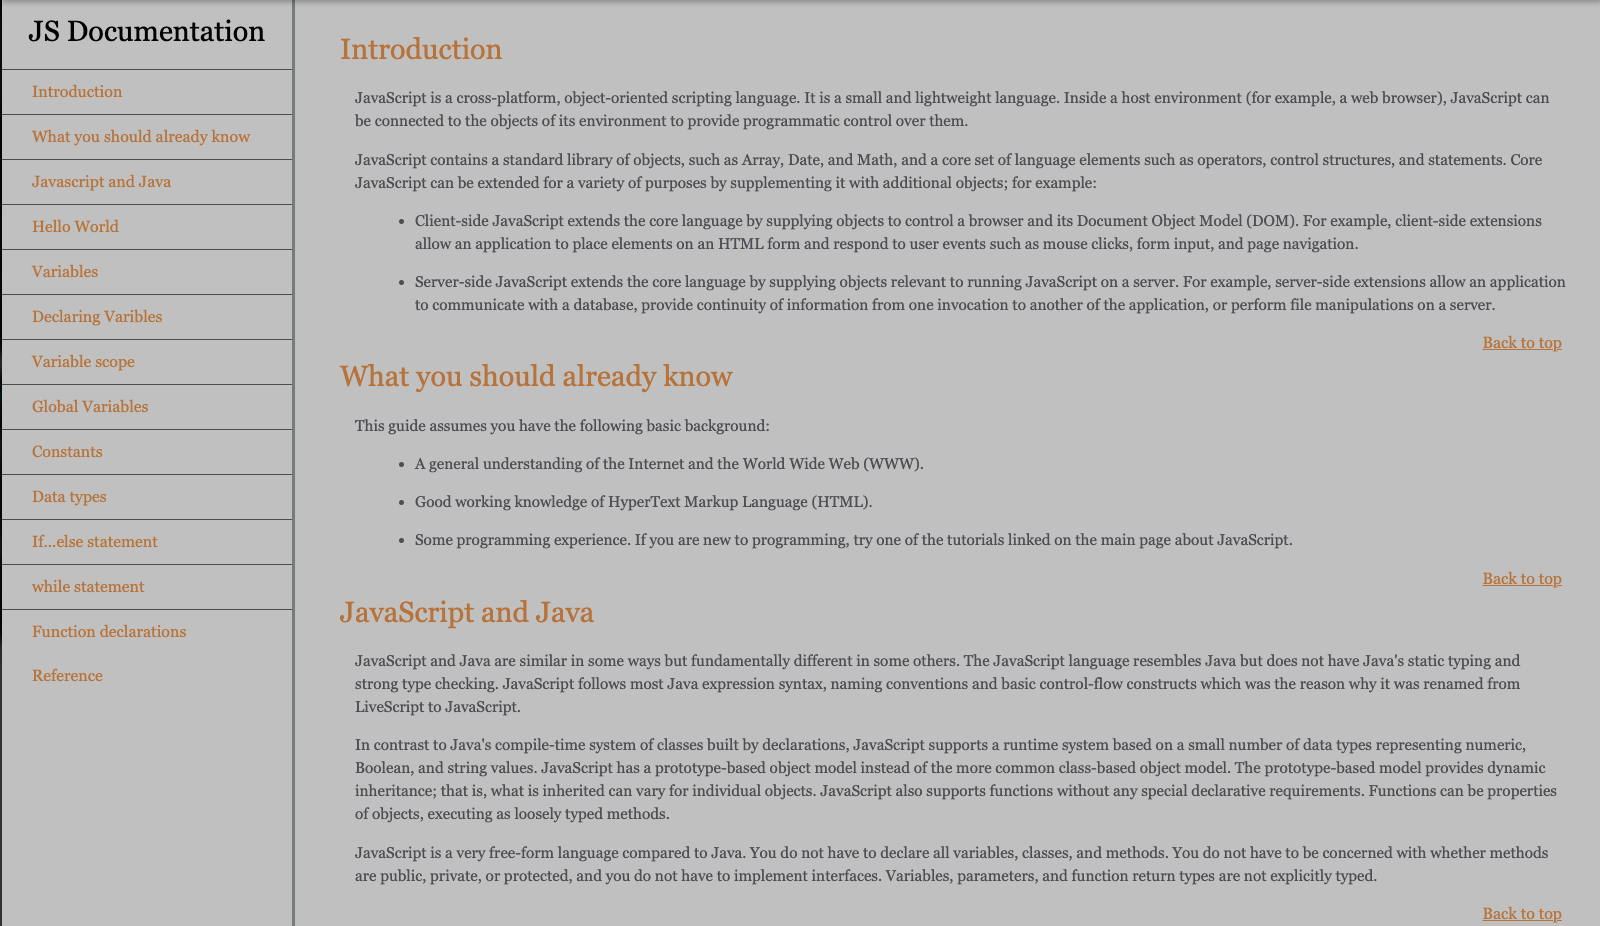 JS Documentation
Introduction
What you should already know
Javascript and Java
Hello World
Variables
Declaring Varibles
Variable scope
Global Variables
Constants
Data types
If...else statement
while statement
Function declarations
Reference
Introduction
JavaScript is a cross-platform, object-oriented scripting language. It is a small and lightweight language. Inside a host environment (for example, a web browser), JavaScript can
be connected to the objects of its environment to provide programmatic control over them.
JavaScript contains a standard library of objects, such as Array, Date, and Math, and a core set of language elements such as operators, control structures, and statements. Core
JavaScript can be extended for a variety of purposes by supplementing it with additional objects; for example:
• Client-side JavaScript extends the core language by supplying objects to control a browser and its Document Object Model (DOM). For example, client-side extensions
allow an application to place elements on an HTML form and respond to user events such as mouse clicks, form input, and page navigation.
• Server-side JavaScript extends the core language by supplying objects relevant to running JavaScript on a server. For example, server-side extensions allow an application
to communicate with a database, provide continuity of information from one invocation to another of the application, or perform file manipulations on a server.
Back to top
What you should already know
This guide assumes you have the following basic background:
• A general understanding of the Internet and the World Wide Web (WWW).
• Good working knowledge of HyperText Markup Language (HTML).
• Some programming experience. If you are new to programming, try one of the tutorials linked on the main page about JavaScript.
Back to top
JavaScript and Java
JavaScript and Java are similar in some ways but fundamentally different in some others. The JavaScript language resembles Java but does not have Java's static typing and
strong type checking. JavaScript follows most Java expression syntax, naming conventions and basic control-flow constructs which was the reason why it was renamed from
LiveScript to JavaScript.
In contrast to Java's compile-time system of classes built by declarations, JavaScript supports a runtime system based on a small number of data types representing numeric,
Boolean, and string values. JavaScript has a prototype-based object model instead of the more common class-based object model. The prototype-based model provides dynamic
inheritance; that is, what is inherited can vary for individual objects. JavaScript also supports functions without any special declarative requirements. Functions can be properties
of objects, executing as loosely typed methods.
JavaScript is a very free-form language compared to Java. You do not have to declare all variables, classes, and methods. You do not have to be concerned with whether methods
are public, private, or protected, and you do not have to implement interfaces. Variables, parameters, and function return types are not explicitly typed.
Back to top